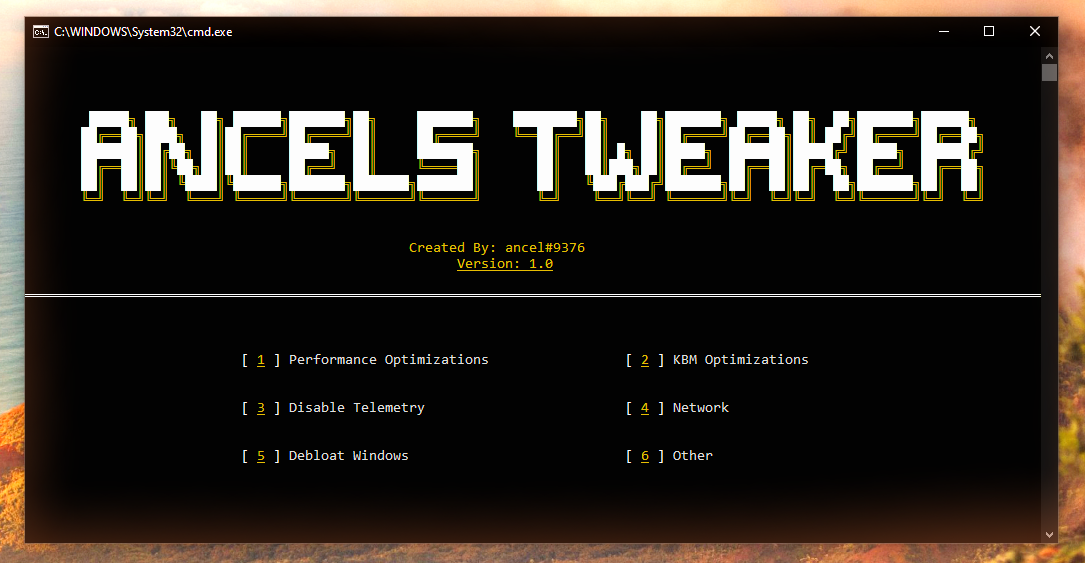 C:\WINDOWS\System32\cmd.exe
ANCELS TWEAKER
Created By: ancel#9376
Version: 1.0
[ 1 ] Performance Optimizations [ 2 ] KBM Optimizations
[ 3 ] Disable Telemetry [ 4 ] Network
[ 5 ] Debloat Windows [ 6 ] Other